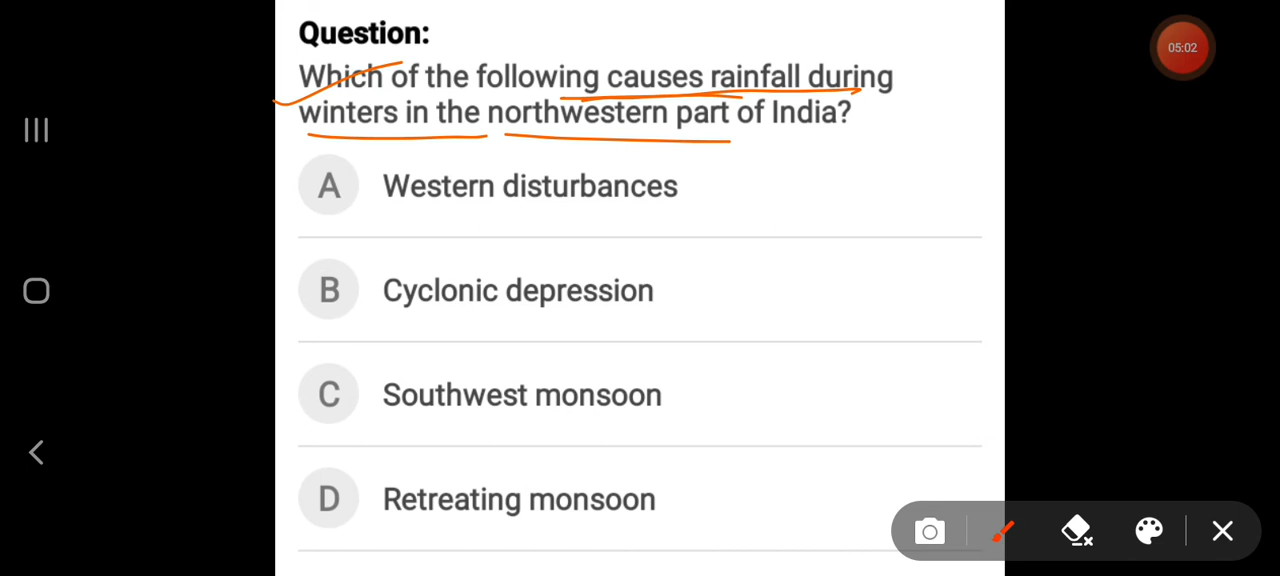 Question:
Which of the following causes rainfall during
winters in the northwestern part of India?
A Western disturbances
B Cyclonic depression
C Southwest monsoon
D Retreating monsoon
05:02